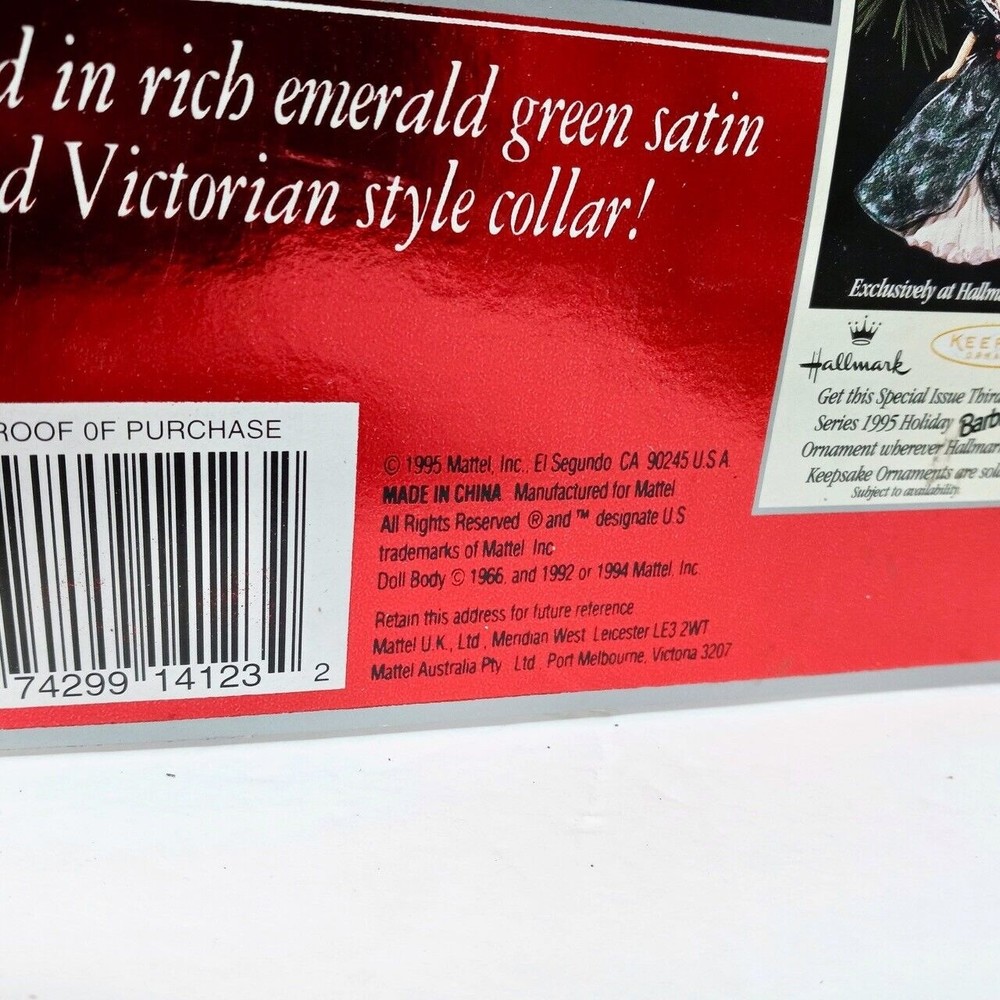 d in rich emerald green satin
d Victorian style collar!
Exclusively at Hallm
Hallmark
KEEP
Get this Special Issue Third
Series 1995 Holiday Barb
Ornament wherever Hallmar
Keepsake Ornaments are sol
Subject to availability.
ROOF OF PURCHASE
74299 14123 2
© 1995 Mattel, Inc., El Segundo CA 90245 U.S.A
MADE IN CHINA Manufactured for Mattel
All Rights Reserved ® and ™ designate U.S
trademarks of Mattel Inc
Doll Body © 1966, and 1992 or 1994 Mattel, Inc
Retain this address for future reference
Mattel U.K., Ltd., Meridian West Leicester LE3 2WT
Mattel Australia Pty Ltd Port Melbourne, Victoria 3207